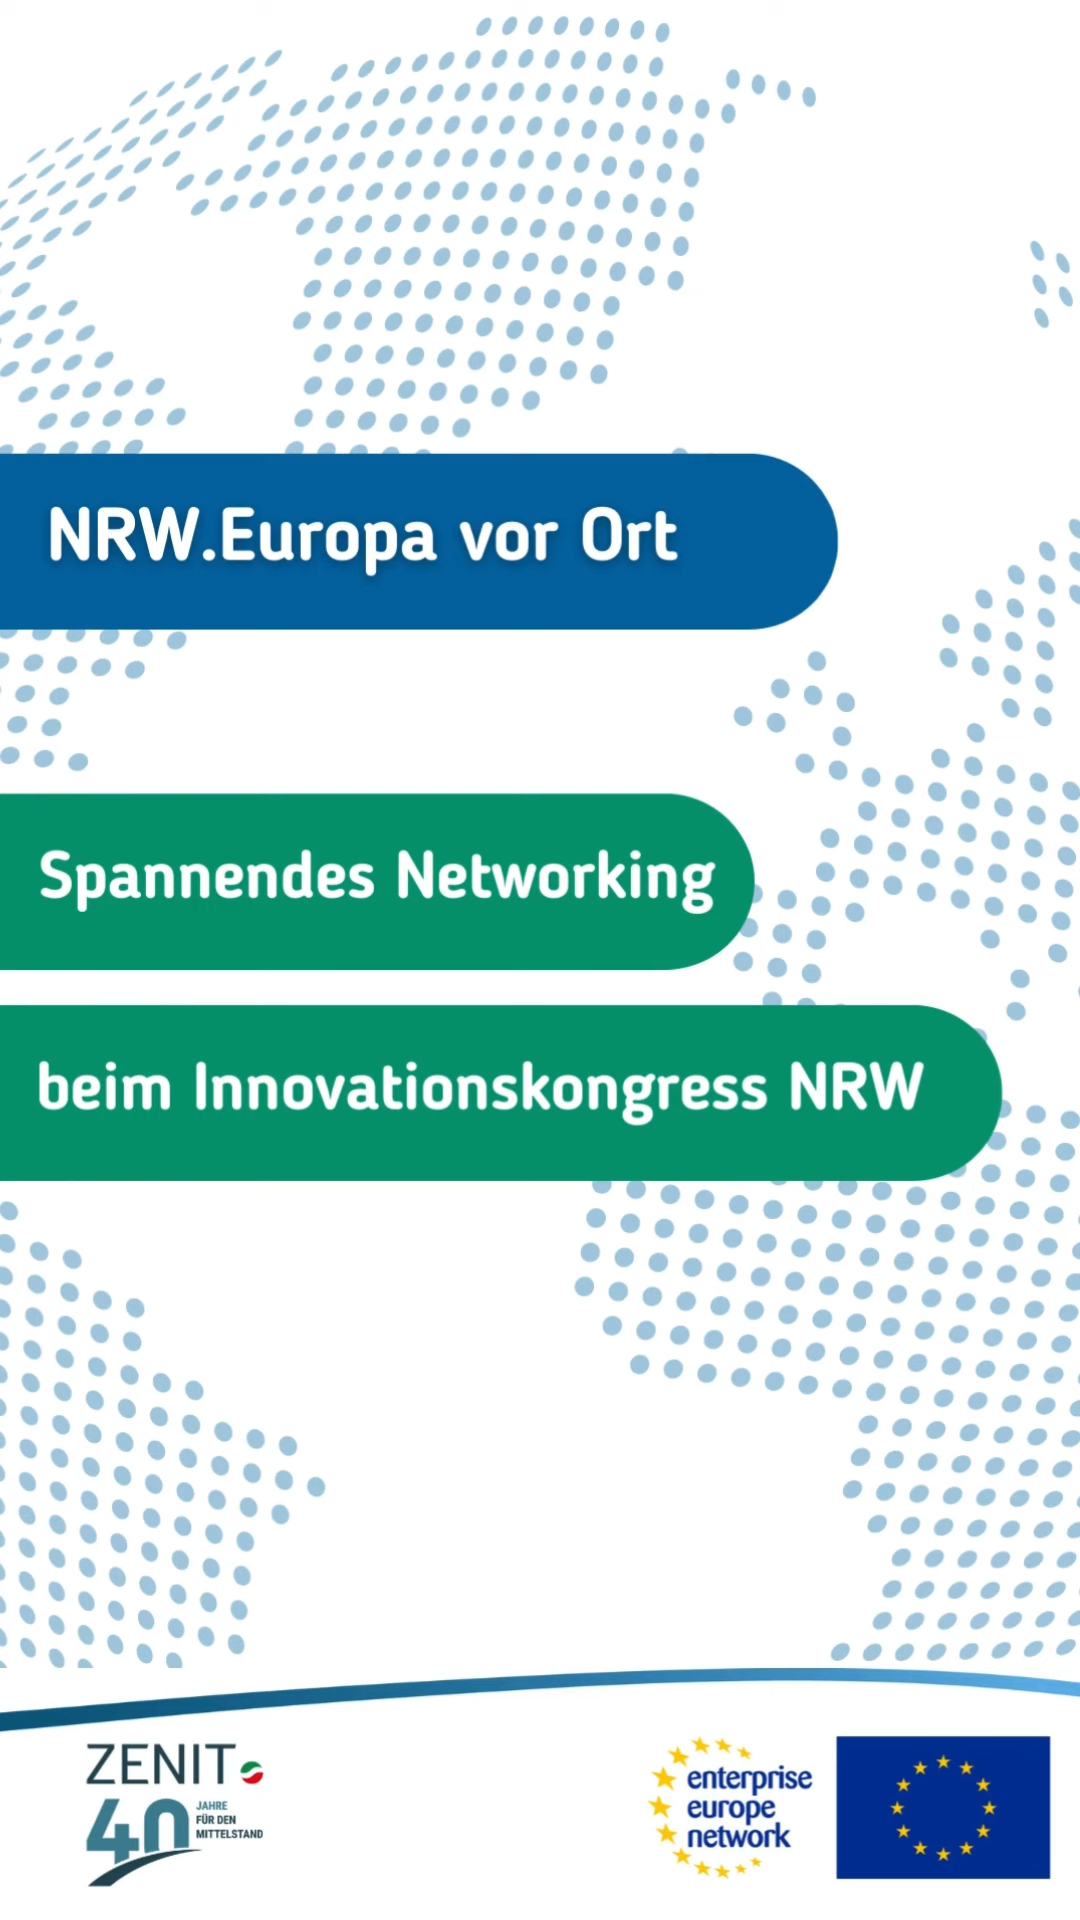 NRW.Europa vor Ort
Spannendes Networking
beim Innovationskongress NRW
ZENIT
40
JAHRE
FÜR DEN
MITTELSTAND
enterprise
europe
network